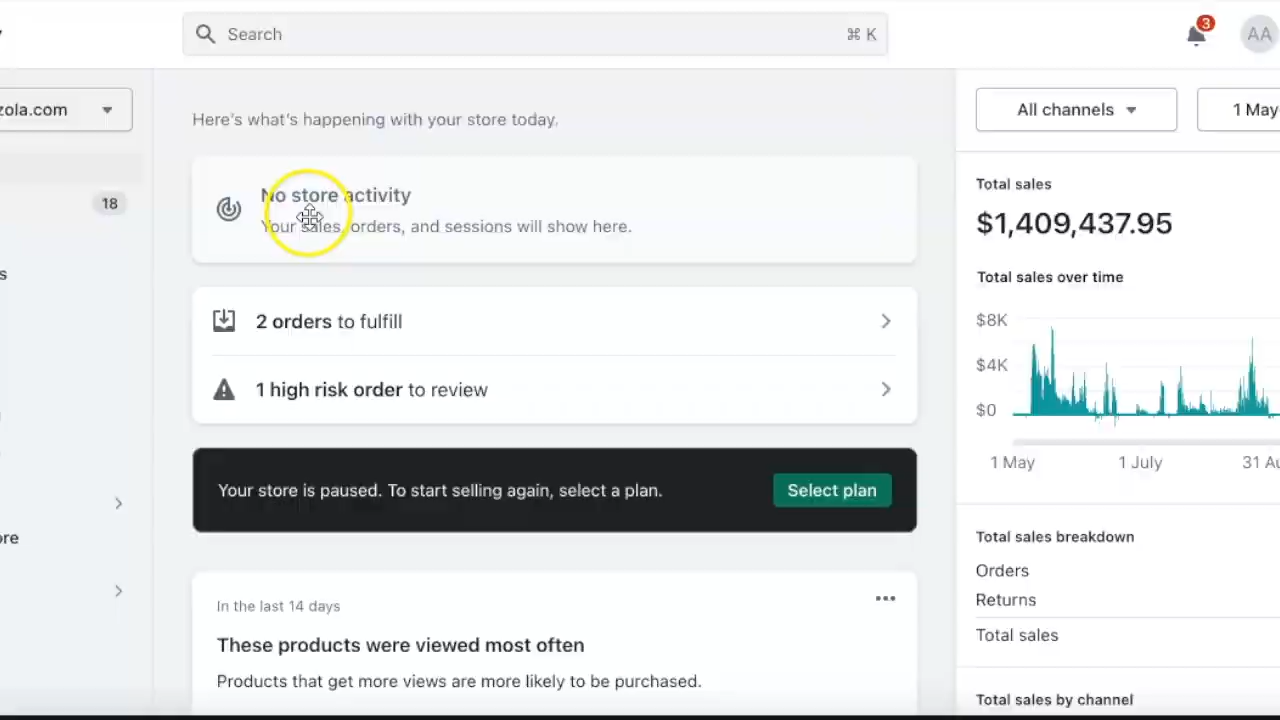 Search
⌘ K
3
AA
zola.com
18
s
ore
Here's what's happening with your store today.
No store activity
Your sales, orders, and sessions will show here.
2 orders to fulfill
1 high risk order to review
Your store is paused. To start selling again, select a plan.
Select plan
In the last 14 days
These products were viewed most often
Products that get more views are more likely to be purchased.
All channels
1 May
Total sales
$1,409,437.95
Total sales over time
$8K
$4K
$0
1 May
1 July
31 Au
Total sales breakdown
Orders
Returns
Total sales
Total sales by channel